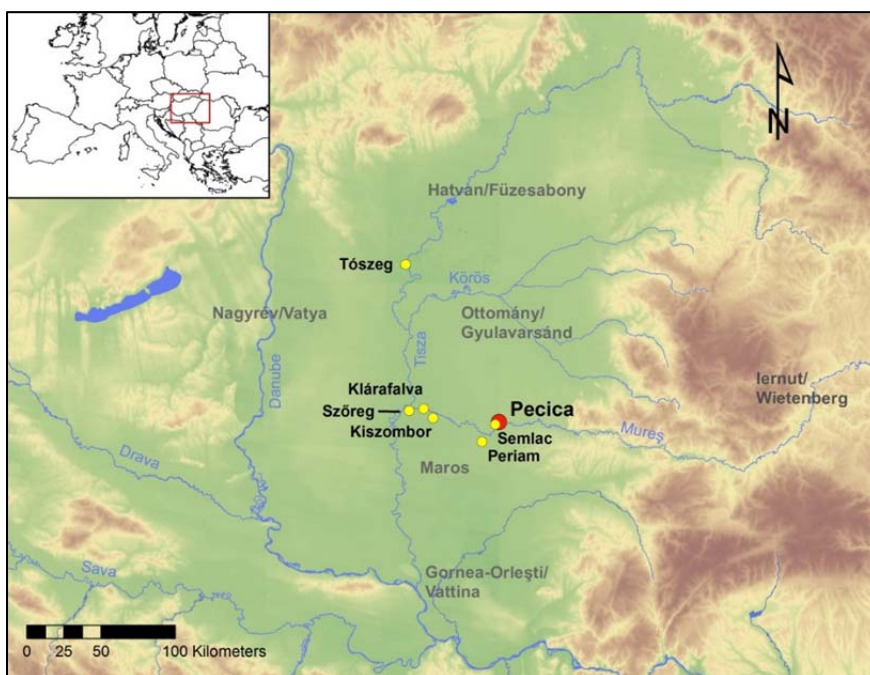 N
Hatván/Füzesabony
Tószeg
Körös
Nagyrév/Vatya
Ottomány/
Gyulavarsánd
Danube
Tisza
Iernut/
Wietenberg
Klárafalva
Szőreg
Pecica
Kiszombor
Semlac
Mureş
Periam
Maros
Drava
Gornea-Orleşti/
Vattina
Sava
0 25 50 100 Kilometers